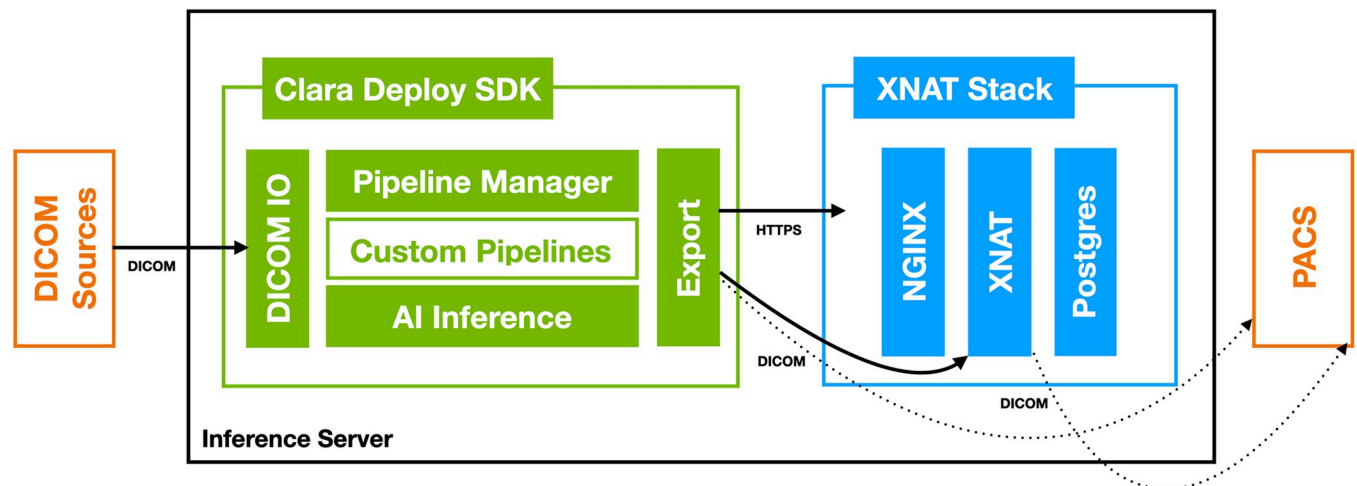 Clara Deploy SDK
XNAT Stack
DICOM
Sources
DICOM
DICOM IO
Pipeline Manager
Custom Pipelines
AI Inference
Export
HTTPS
DICOM
NGINX
XNAT
Postgres
DICOM
PACS
Inference Server